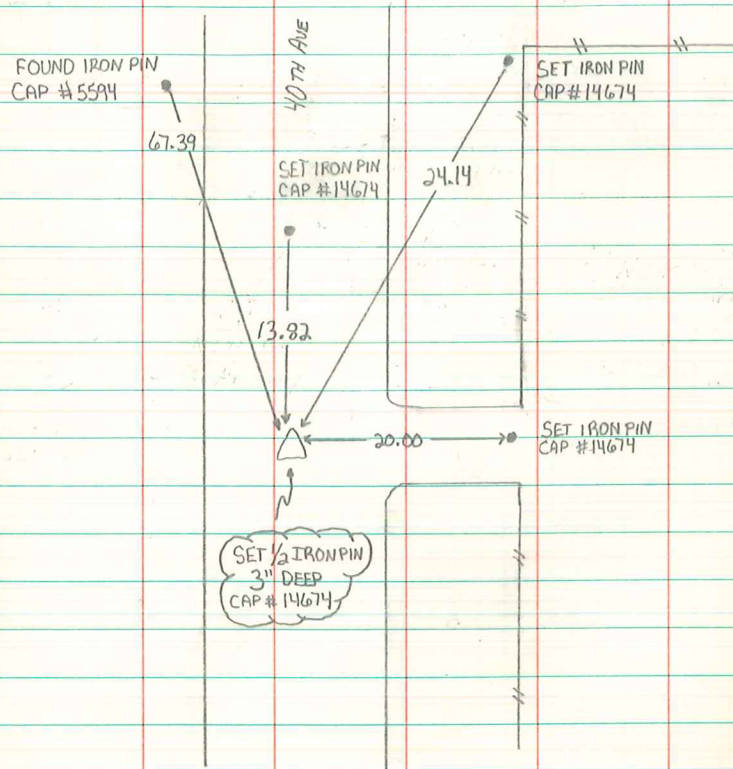 40TH AVE
FOUND IRON PIN
CAP #5594
SET IRON PIN
CAP #14674
67.39
SET IRON PIN
CAP #14674
24.14
13.82
20.00
SET IRON PIN
CAP #14674
SET 1/2 IRON PIN
3" DEEP
CAP #14674